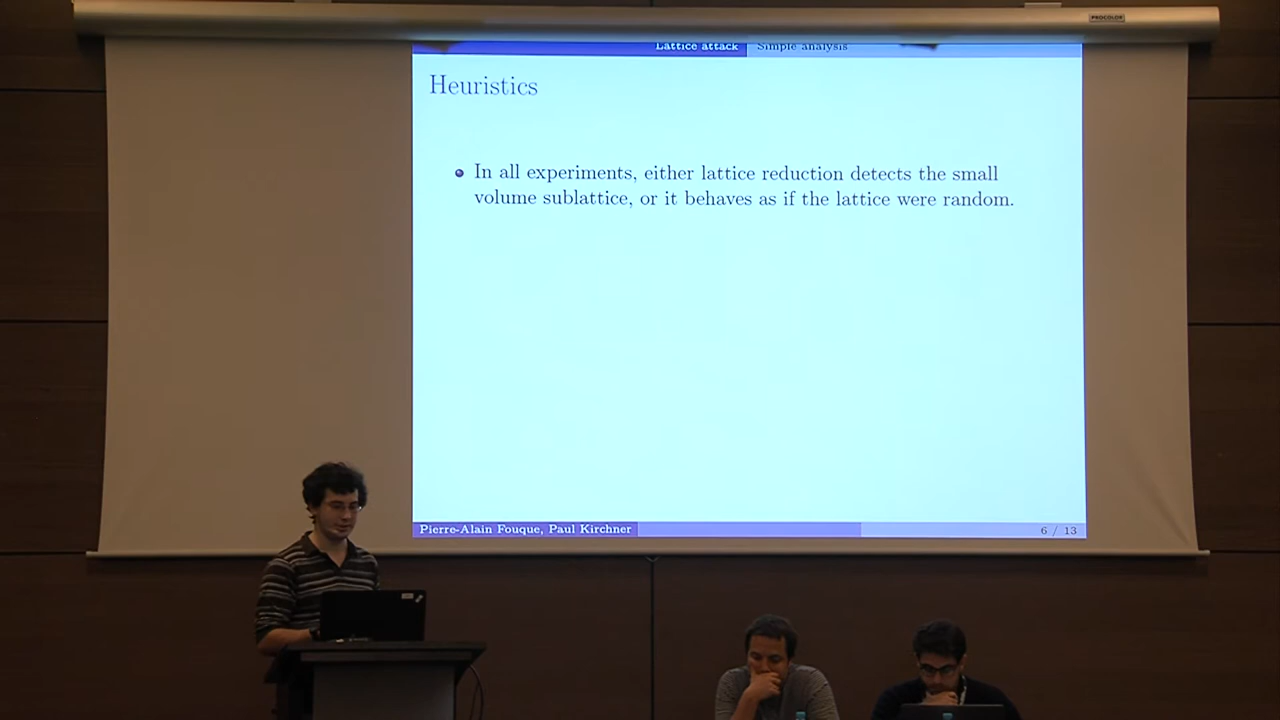 PROCOLOR
Lattice attack Simple analysis
Heuristics
In all experiments, either lattice reduction detects the small
volume sublattice, or it behaves as if the lattice were random.
Pierre-Alain Fouque, Paul Kirchner 6 / 13